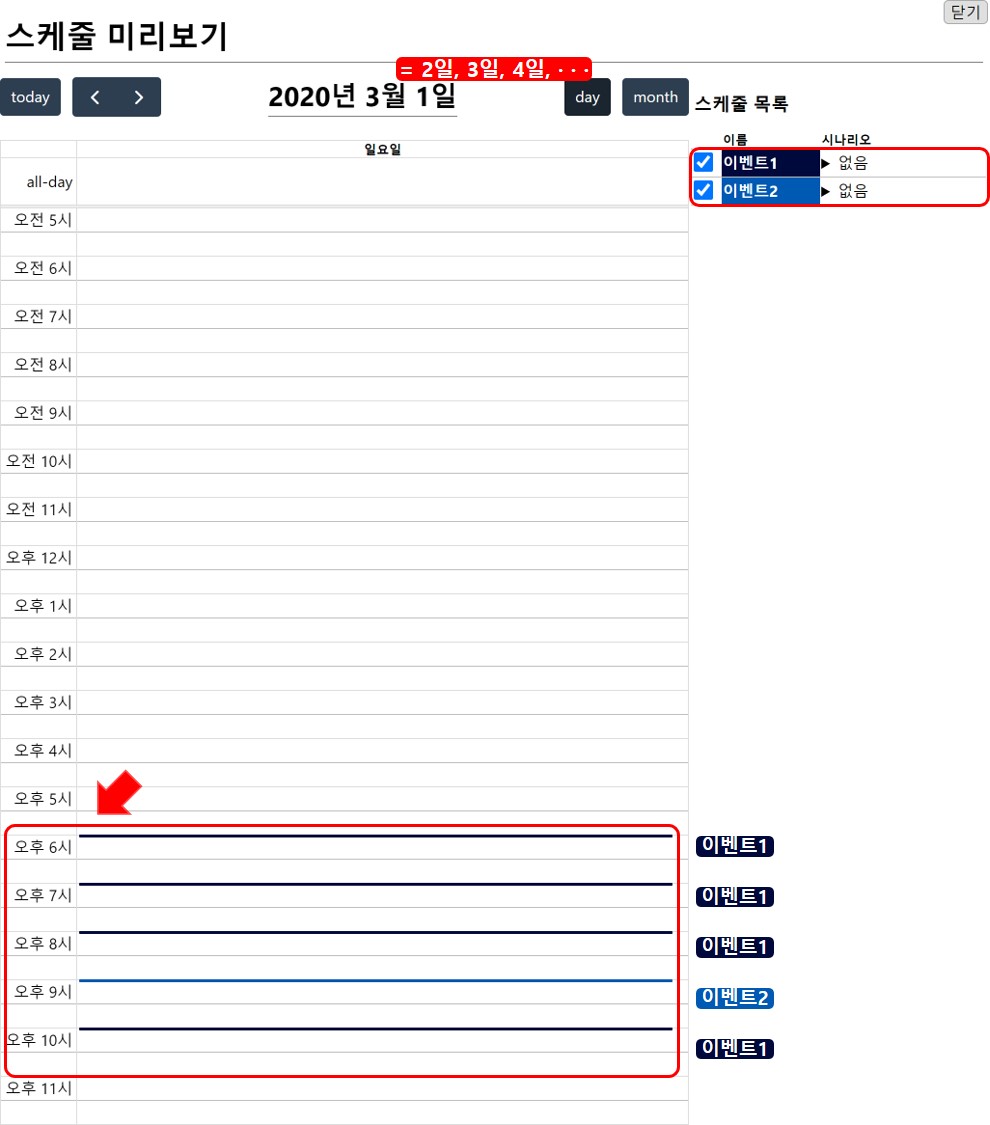 닫기
스케줄 미리보기
= 2일, 3일, 4일, · · ·
today
2020년 3월 1일
day
month
스케줄 목록
이름 시나리오
이벤트1 ▶ 없음
이벤트2 ▶ 없음
일요일
all-day
오전 5시
오전 6시
오전 7시
오전 8시
오전 9시
오전 10시
오전 11시
오후 12시
오후 1시
오후 2시
오후 3시
오후 4시
오후 5시
오후 6시 이벤트1
오후 7시 이벤트1
오후 8시 이벤트1
오후 9시 이벤트2
오후 10시 이벤트1
오후 11시